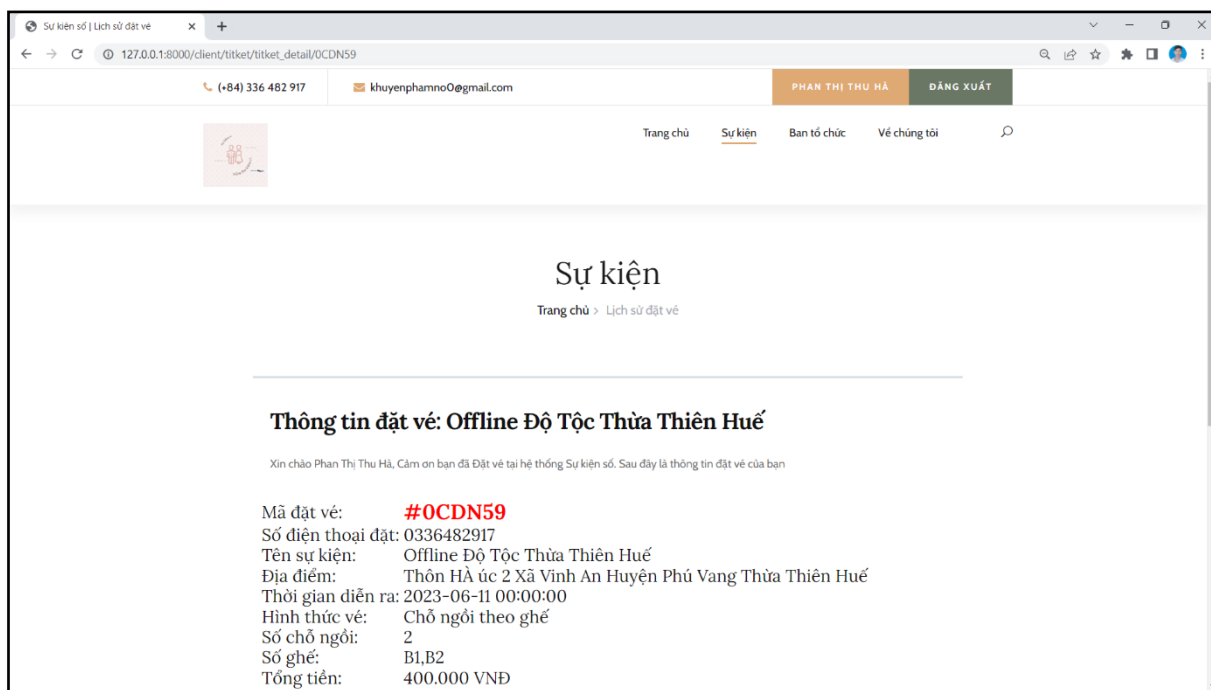 Sự kiện số | Lịch sử đặt vé
127.0.0.1:8000/client/titket/titket_detail/0CDN59
(+84) 336 482 917 khuyenphamno0@gmail.com PHAN THỊ THU HÀ ĐĂNG XUẤT
Trang chủ Sự kiện Ban tổ chức Về chúng tôi
Sự kiện
Trang chủ > Lịch sử đặt vé
Thông tin đặt vé: Offline Độ Tộc Thừa Thiên Huế
Xin chào Phan Thị Thu Hà, Cảm ơn bạn đã Đặt vé tại hệ thống Sự kiện số. Sau đây là thông tin đặt vé của bạn
Mã đặt vé: #0CDN59
Số điện thoại đặt: 0336482917
Tên sự kiện: Offline Độ Tộc Thừa Thiên Huế
Địa điểm: Thôn HÀ úc 2 Xã Vinh An Huyện Phú Vang Thừa Thiên Huế
Thời gian diễn ra: 2023-06-11 00:00:00
Hình thức vé: Chỗ ngồi theo ghế
Số chỗ ngồi: 2
Số ghế: B1,B2
Tổng tiền: 400.000 VNĐ